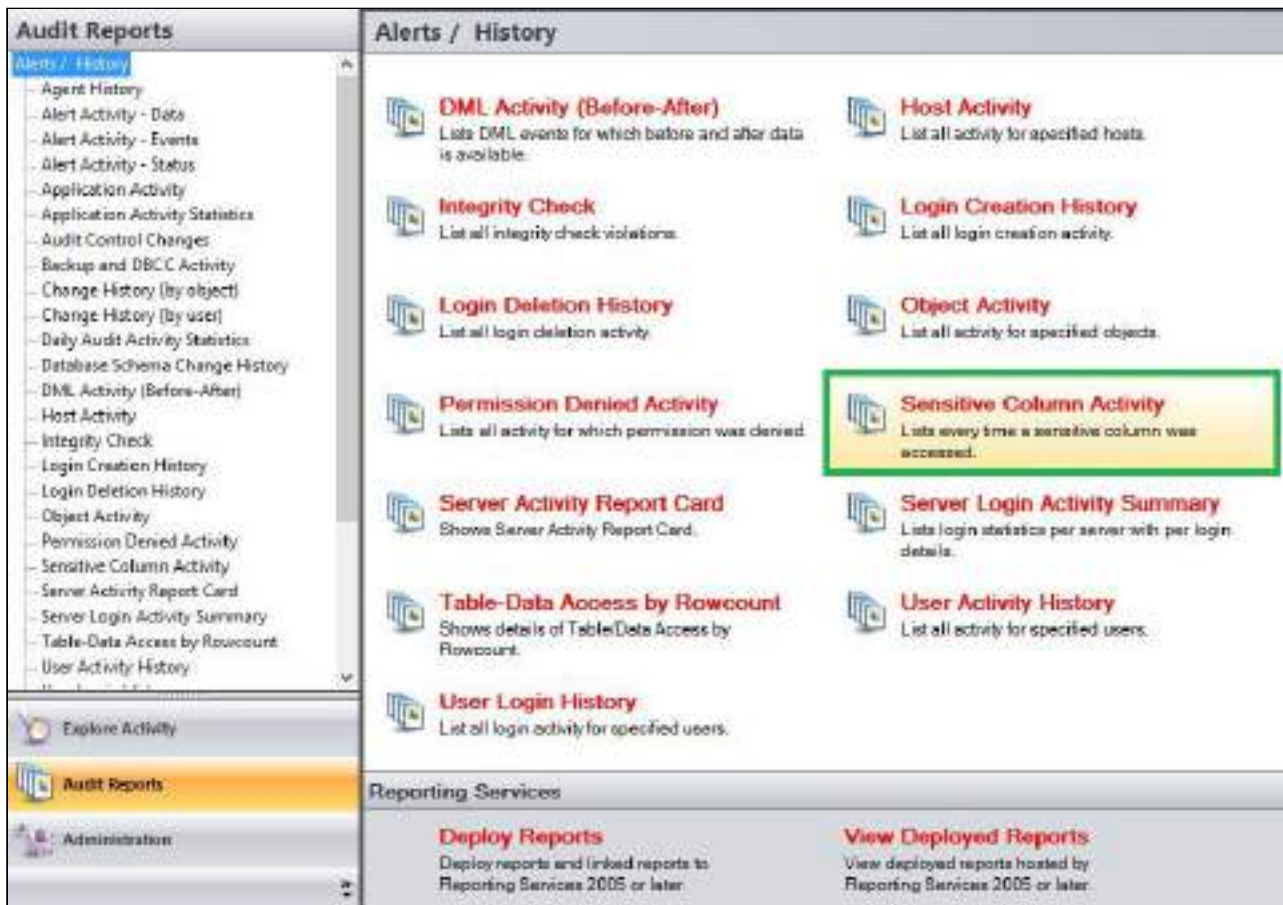 Audit Reports
Alerts / History
Agent History
Alert Activity - Data
Alert Activity - Events
Alert Activity - Status
Application Activity
Application Activity Statistics
Audit Control Changes
Backup and DBCC Activity
Change History (by object)
Change History (by user)
Daily Audit Activity Statistics
Database Schema Change History
DML Activity (Before-After)
Host Activity
Integrity Check
Login Creation History
Login Deletion History
Object Activity
Permission Denied Activity
Sensitive Column Activity
Server Activity Report Card
Server Login Activity Summary
Table-Data Access by Rowcount
User Activity History
Explore Activity
Audit Reports
Administration
Alerts / History
DML Activity (Before-After)
Lists DML events for which before and after data
is available.
Host Activity
List all activity for specified hosts.
Integrity Check
List all integrity check violations.
Login Creation History
List all login creation activity.
Login Deletion History
List all login deletion activity.
Object Activity
List all activity for specified objects.
Permission Denied Activity
Lists all activity for which permission was denied.
Sensitive Column Activity
Lists every time a sensitive column was
accessed.
Server Activity Report Card
Shows Server Activity Report Card.
Server Login Activity Summary
Lists login statistics per server with per login
details.
Table-Data Access by Rowcount
Shows details of Table/Data Access by
Rowcount.
User Activity History
List all activity for specified users.
User Login History
List all login activity for specified users.
Reporting Services
Deploy Reports
Deploy reports and linked reports to
Reporting Services 2005 or later
View Deployed Reports
View deployed reports hosted by
Reporting Services 2005 or later.